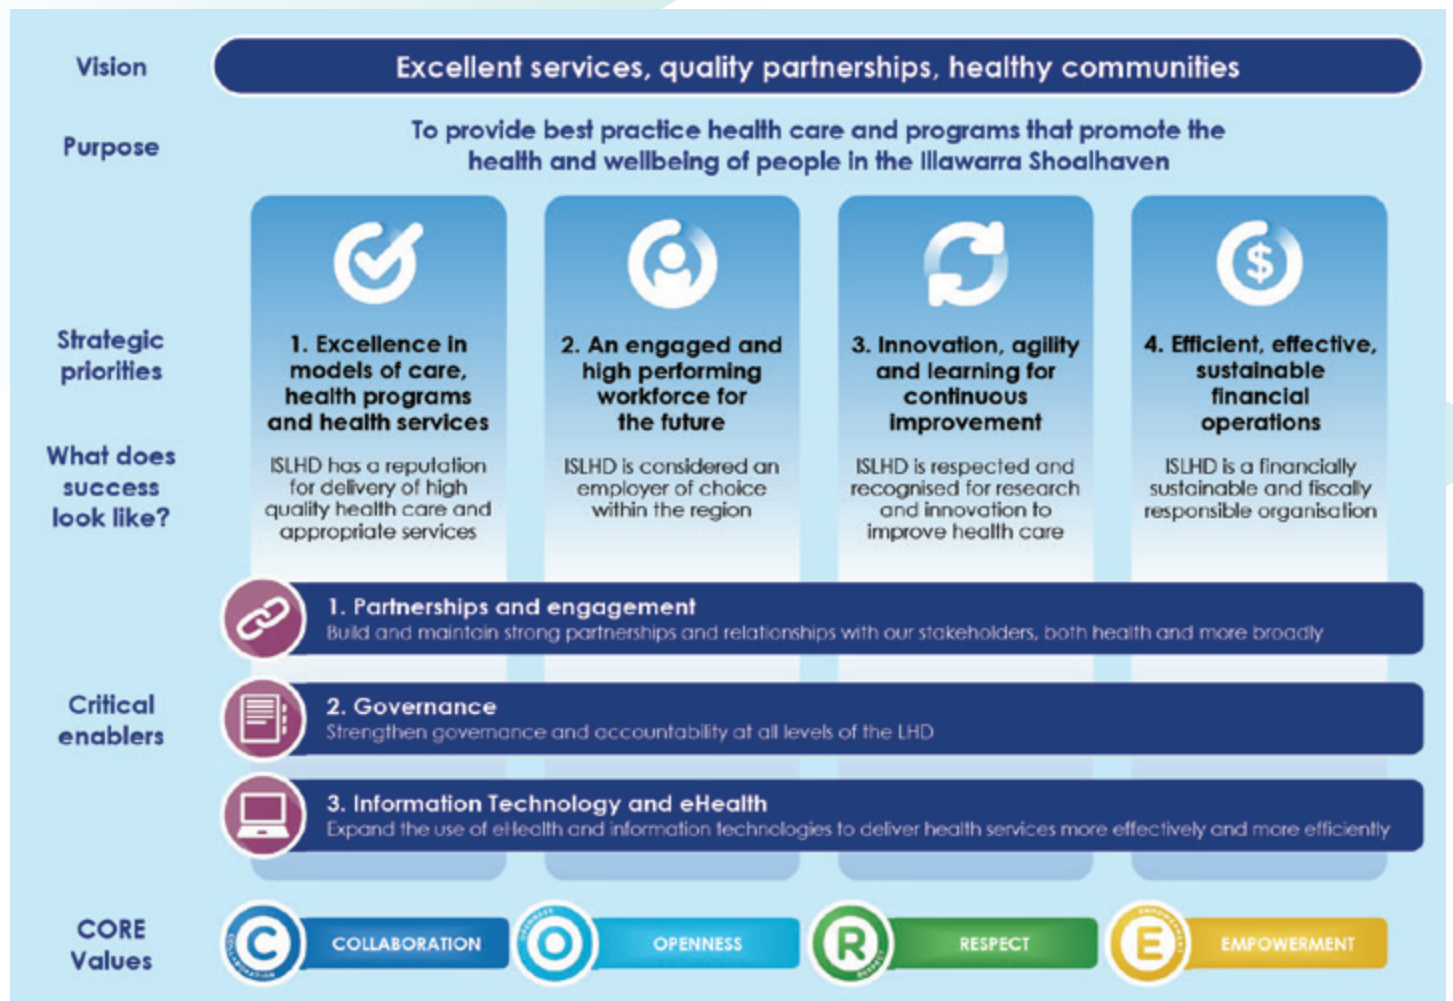 Vision
Excellent services, quality partnerships, healthy communities
Purpose
To provide best practice health care and programs that promote the
health and wellbeing of people in the Illawarra Shoalhaven
Strategic
priorities
1. Excellence in
models of care,
health programs
and health services
2. An engaged and
high performing
workforce for
the future
3. Innovation, agility
and learning for
continuous
improvement
$
4. Efficient, effective,
sustainable
financial
operations
What does
success
look like?
ISLHD has a reputation
for delivery of high
quality health care and
appropriate services
ISLHD is considered an
employer of choice
within the region
ISLHD is respected and
recognised for research
and innovation to
improve health care
ISLHD is a financially
sustainable and fiscally
responsible organisation
Critical
enablers
1. Partnerships and engagement
Build and maintain strong partnerships and relationships with our stakeholders, both health and more broadly
2. Governance
Strengthen governance and accountability at all levels of the LHD
3. Information Technology and eHealth
Expand the use of eHealth and information technologies to deliver health services more effectively and more efficiently
CORE
Values
C
COLLABORATION
COLLABORATION
O
OPENNESS
OPENNESS
R
RESPECT
RESPECT
E
EMPOWERMENT
EMPOWERMENT